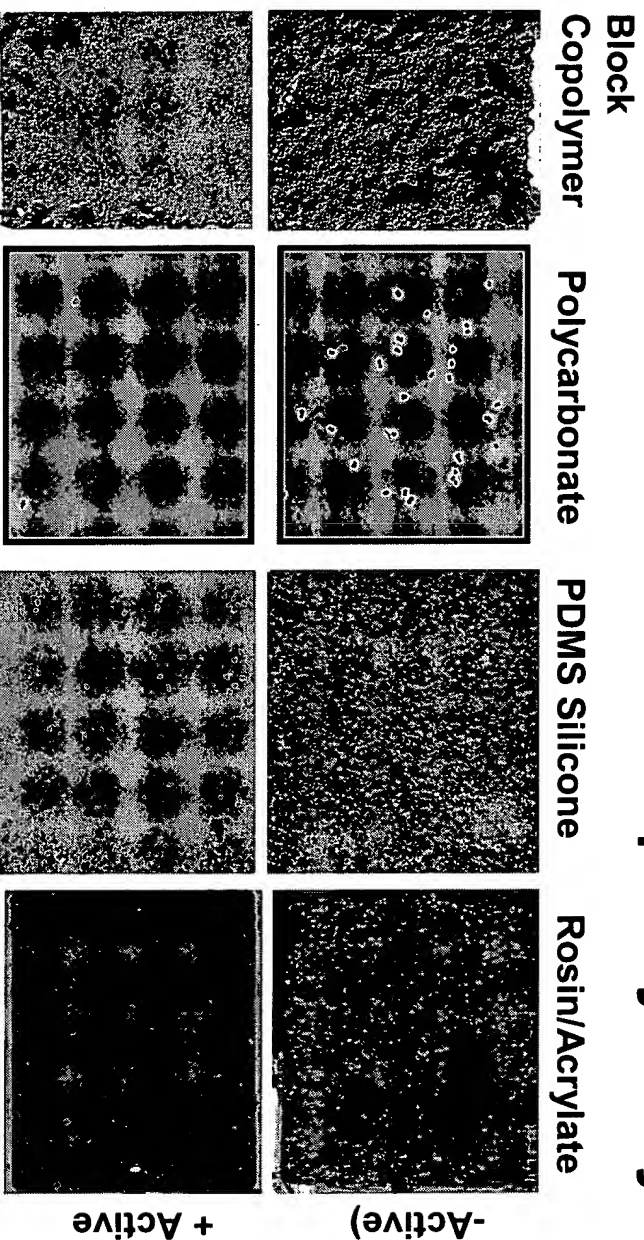 Block
Copolymer
Polycarbonate
PDMS Silicone
Rosin/Acrylate
-Active)
+ Active